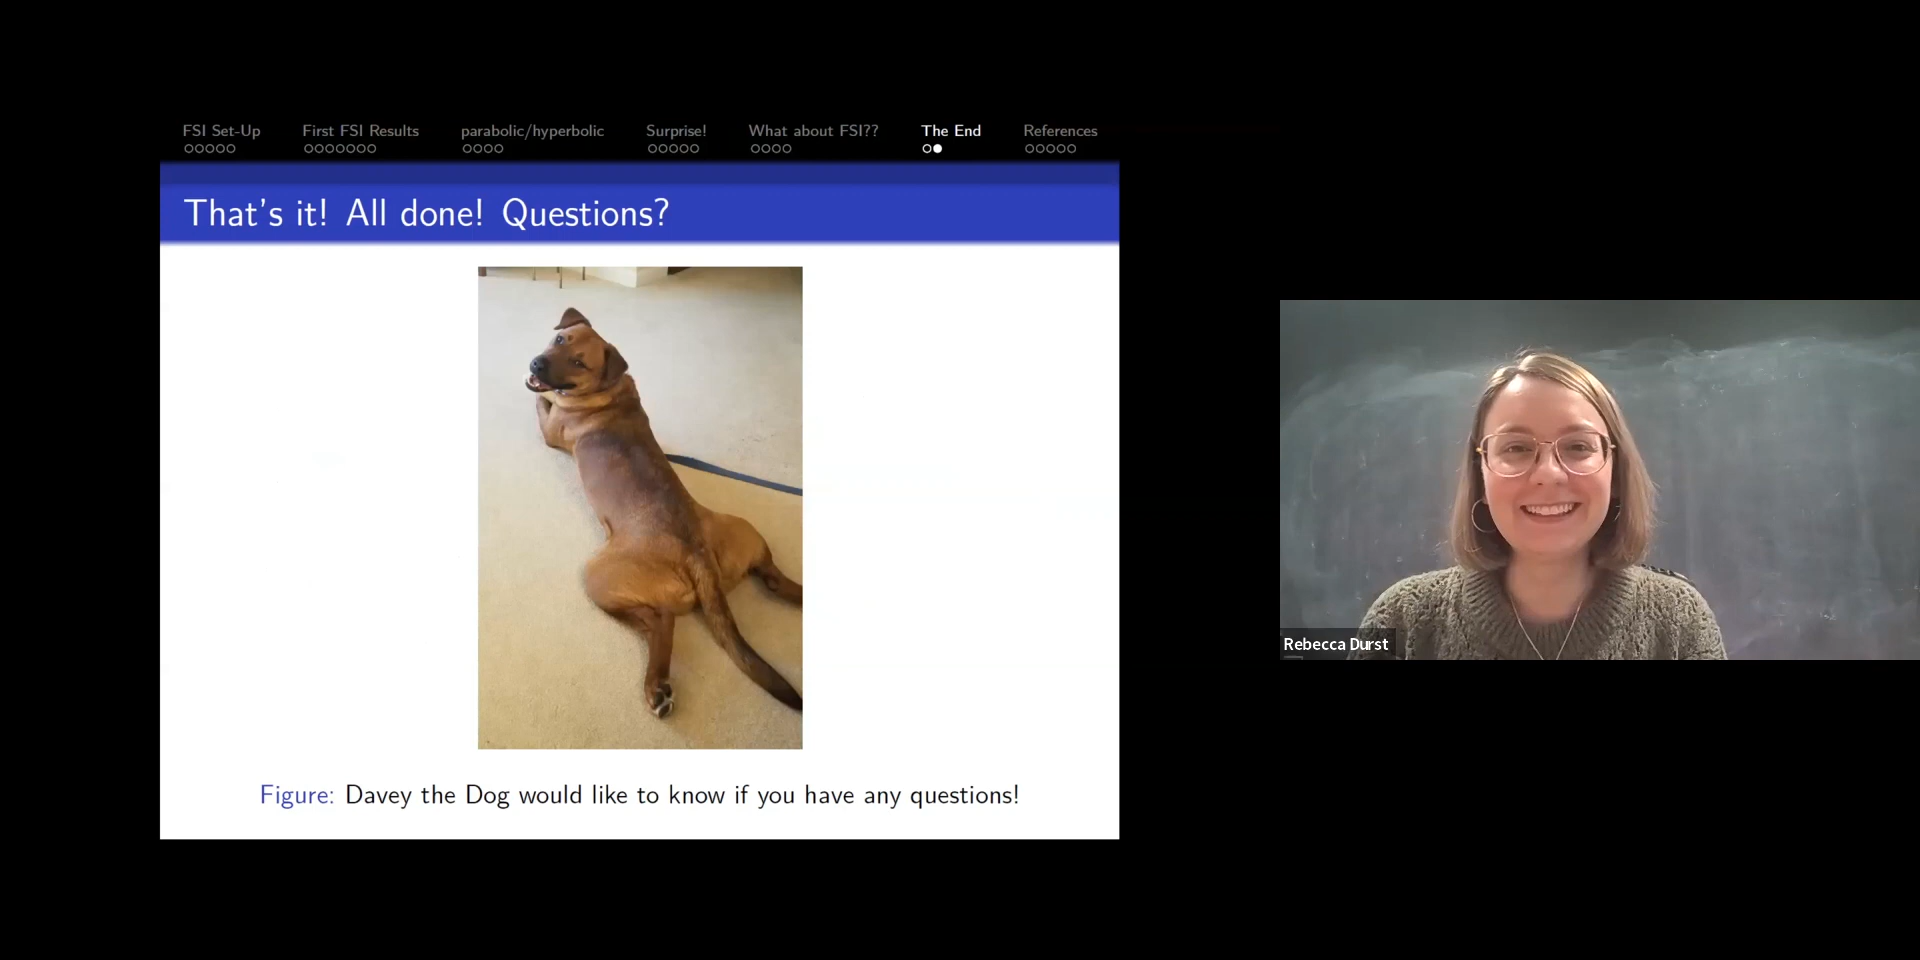 FSI Set-Up First FSI Results parabolic/hyperbolic Surprise! What about FSI?? The End References
That's it! All done! Questions?
Figure: Davey the Dog would like to know if you have any questions!
Rebecca Durst